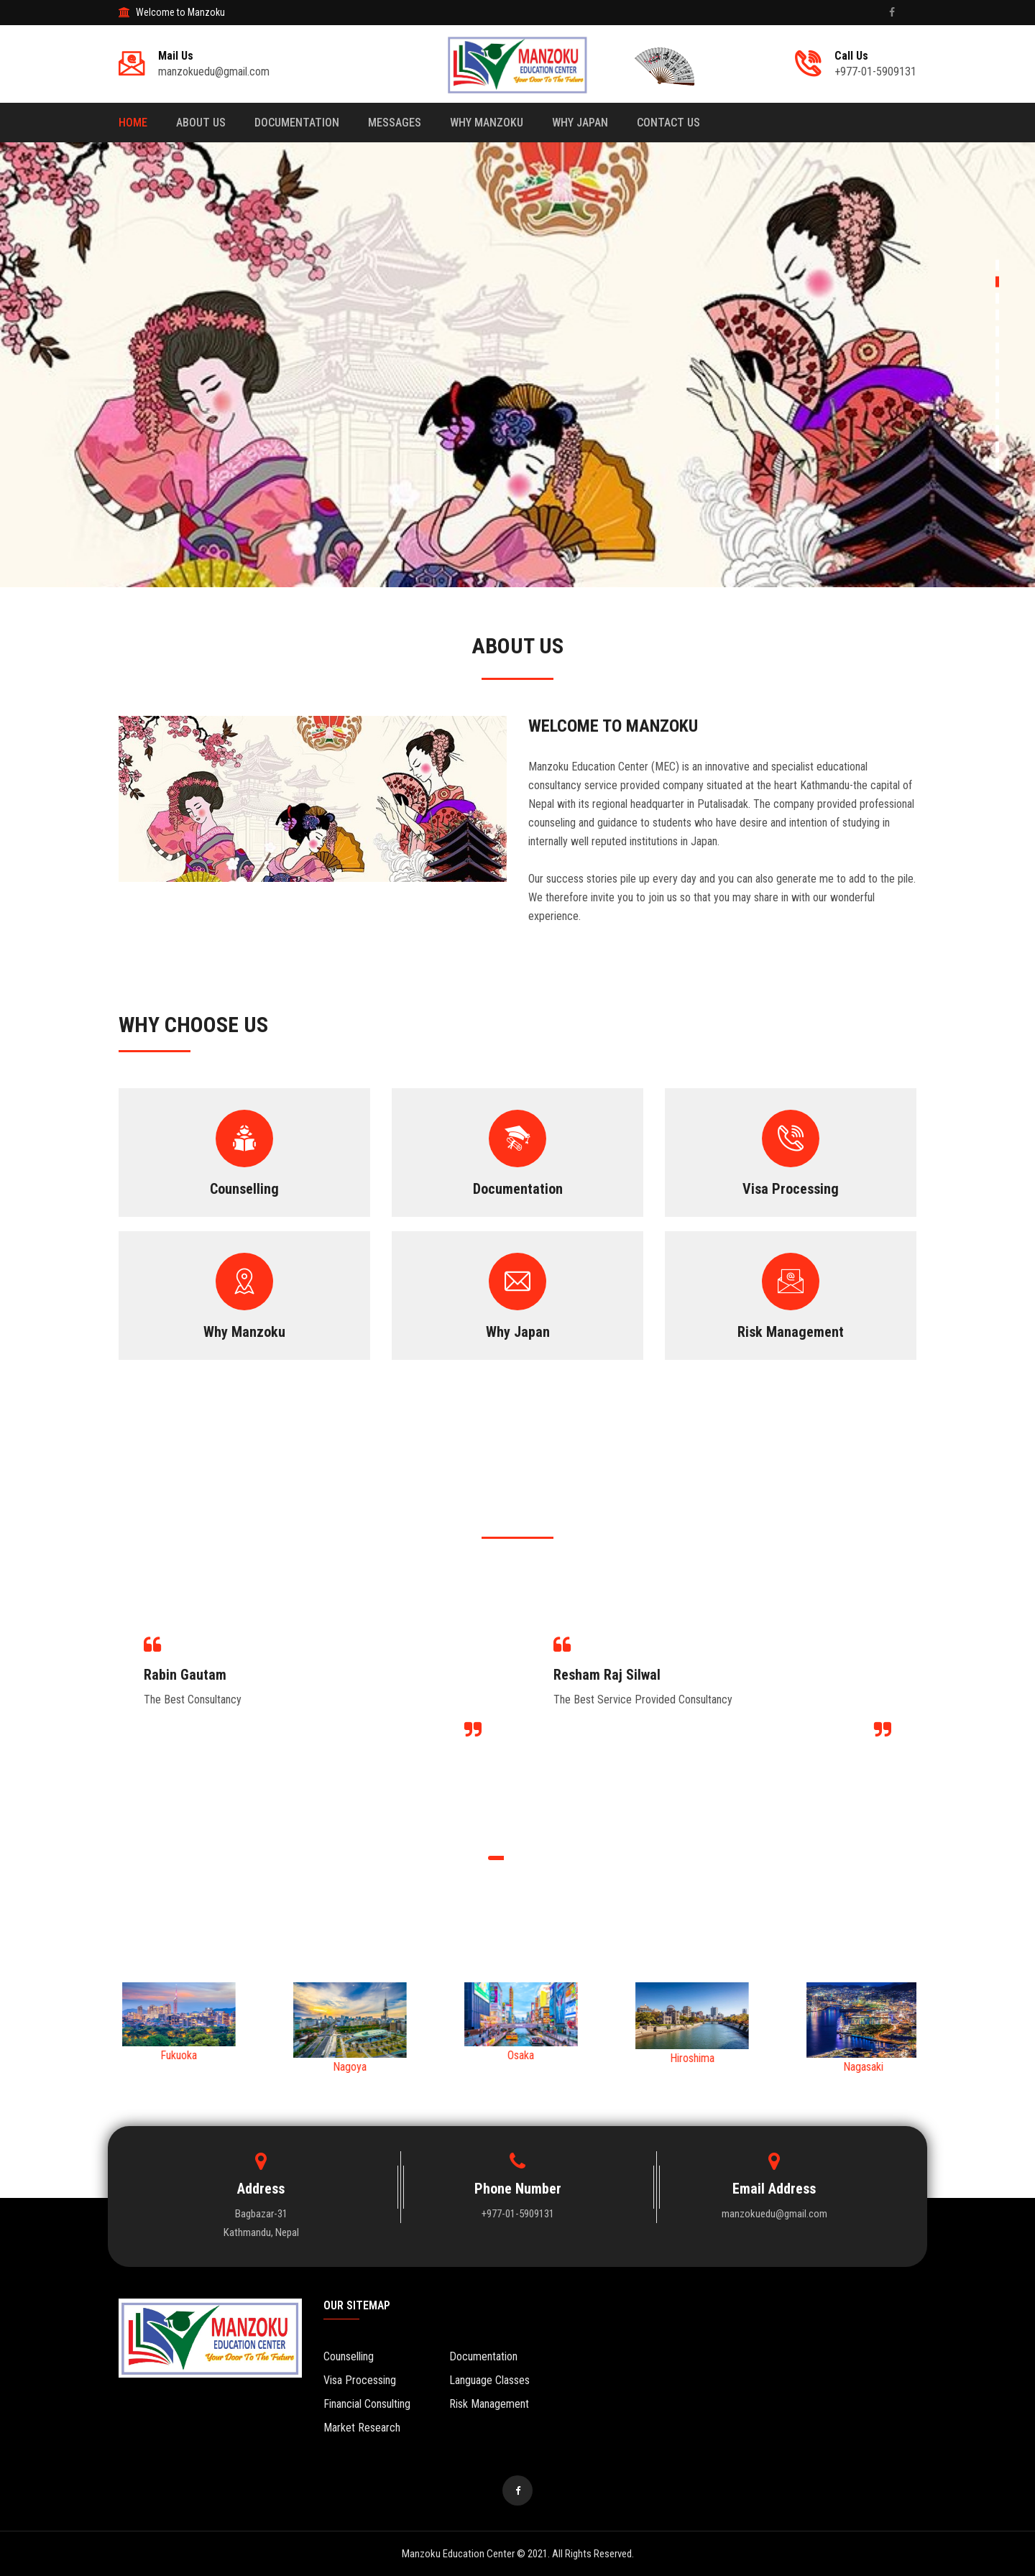 Welcome to Manzoku
Mail Us
manzokuedu@gmail.com
MANZOKU
EDUCATION CENTER
Your Door To The Future
Call Us
+977-01-5909131
HOME
ABOUT US
DOCUMENTATION
MESSAGES
WHY MANZOKU
WHY JAPAN
CONTACT US
ABOUT US
WELCOME TO MANZOKU
Manzoku Education Center (MEC) is an innovative and specialist educational
consultancy service provided company situated at the heart Kathmandu-the capital of
Nepal with its regional headquarter in Putalisadak. The company provided professional
counseling and guidance to students who have desire and intention of studying in
internally well reputed institutions in Japan.
Our success stories pile up every day and you can also generate me to add to the pile.
We therefore invite you to join us so that you may share in with our wonderful
experience.
WHY CHOOSE US
Counselling
Documentation
Visa Processing
Why Manzoku
Why Japan
Risk Management
Rabin Gautam
The Best Consultancy
Resham Raj Silwal
The Best Service Provided Consultancy
Fukuoka
Nagoya
Osaka
Hiroshima
Nagasaki
Address
Bagbazar-31
Kathmandu, Nepal
Phone Number
+977-01-5909131
Email Address
manzokuedu@gmail.com
MANZOKU
EDUCATION CENTER
Your Door To The Future
OUR SITEMAP
Counselling
Documentation
Visa Processing
Language Classes
Financial Consulting
Risk Management
Market Research
Manzoku Education Center © 2021. All Rights Reserved.